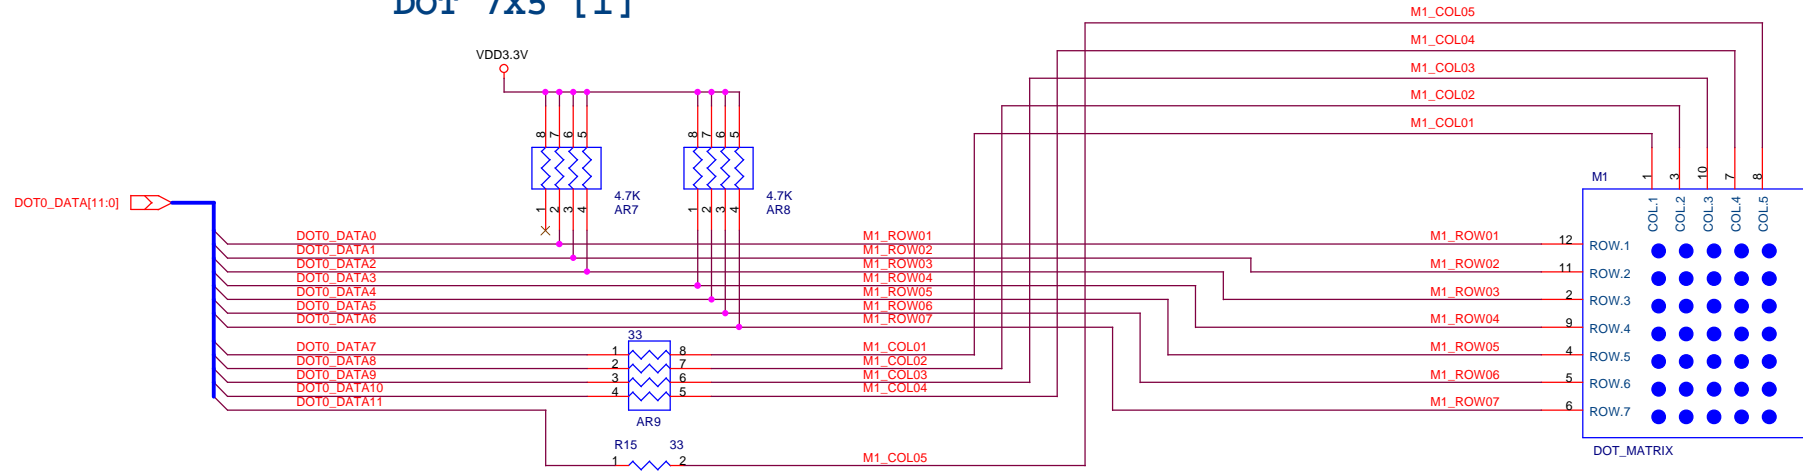 DOT 7X5 [1]
M1_COL05
M1_COL04
M1_COL03
M1_COL02
M1_COL01
VDD3.3V
8 7 6 5
8 7 6 5
4.7K
AR7
4.7K
AR8
1 2 3 4
1 2 3 4
M1
1 3 10 7 8
COL.1 COL.2 COL.3 COL.4 COL.5
DOT0_DATA[11:0]
DOT0_DATA0 M1_ROW01 M1_ROW01 12 ROW.1
DOT0_DATA1 M1_ROW02 M1_ROW02 11 ROW.2
DOT0_DATA2 M1_ROW03 M1_ROW03 2 ROW.3
DOT0_DATA3 M1_ROW04 M1_ROW04 9 ROW.4
DOT0_DATA4 M1_ROW05 M1_ROW05 4 ROW.5
DOT0_DATA5 M1_ROW06 M1_ROW06 5 ROW.6
DOT0_DATA6 M1_ROW07 M1_ROW07 6 ROW.7
33
DOT0_DATA7 1 8 M1_COL01
DOT0_DATA8 2 7 M1_COL02
DOT0_DATA9 3 6 M1_COL03
DOT0_DATA10 4 5 M1_COL04
DOT0_DATA11
AR9
R15 33
1 2 M1_COL05
DOT_MATRIX